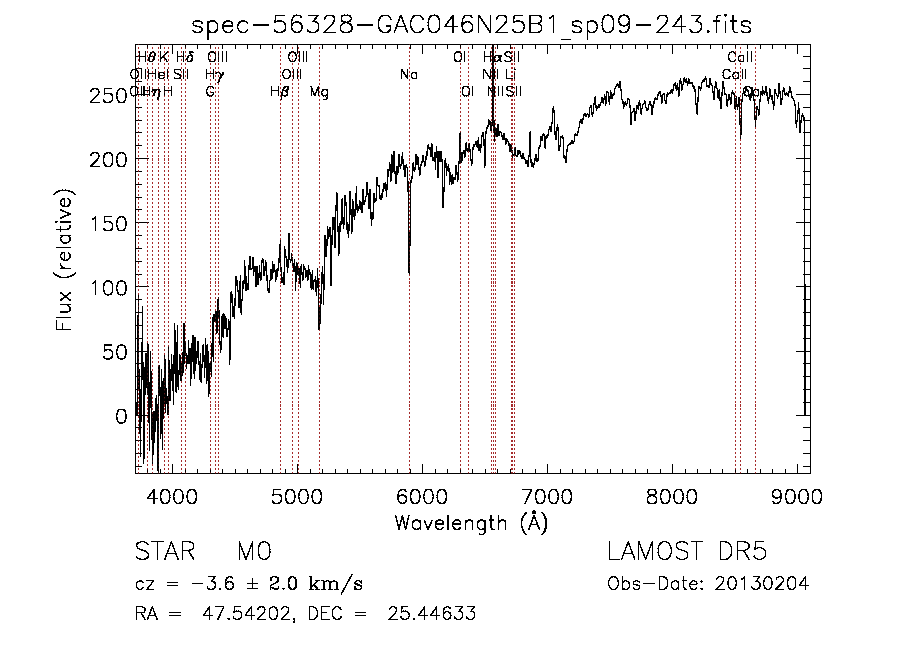 spec-56328-GAC046N25B1_sp09-243.fits
Hθ K Hδ OIII OIII OI Hα SII CaII
OII HeI SII Hγ OIII Na NII Li CaII
Hη H G Hβ Mg OI NII SII
250
200
150
100
50
0
Flux (relative)
4000 5000 6000 7000 8000 9000
Wavelength (Å)
STAR M0 LAMOST DR5
cz = −3.6 ± 2.0 km/s Obs-Date: 20130204
RA = 47.54202, DEC = 25.44633